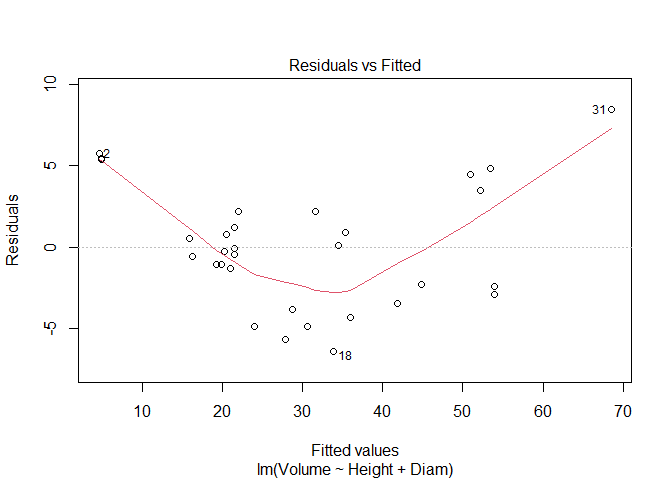 Residuals vs Fitted
10
5
0
-5
Residuals
2
31
18
10 20 30 40 50 60 70
Fitted values
lm(Volume ~ Height + Diam)